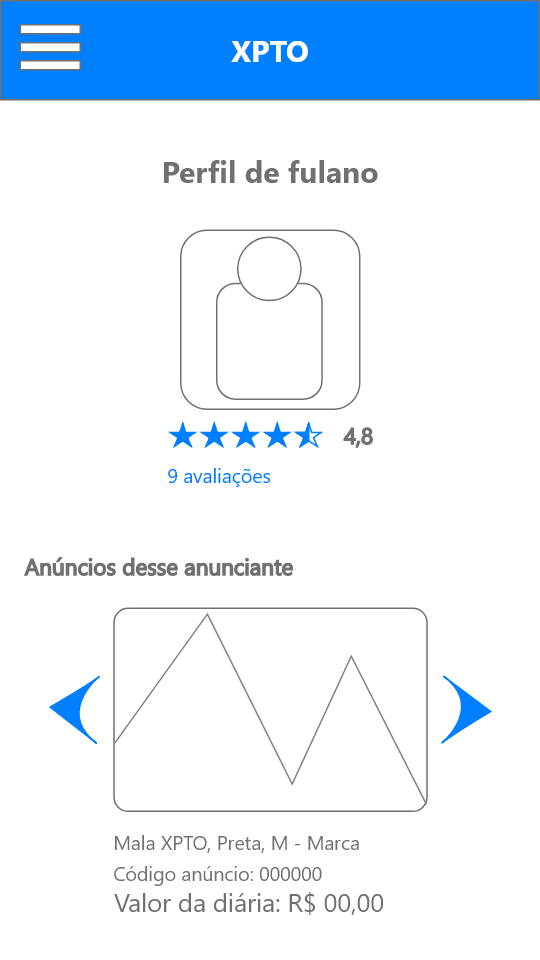 XPTO
Perfil de fulano
4,8
9 avaliações
Anúncios desse anunciante
Mala XPTO, Preta, M - Marca
Código anúncio: 000000
Valor da diária: R$ 00,00